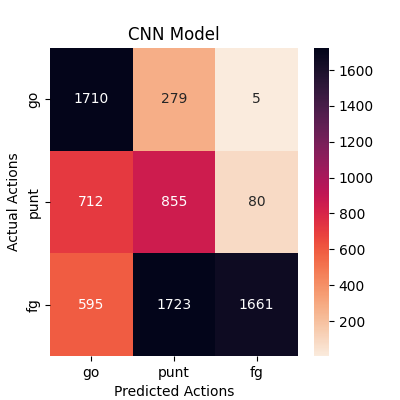 CNN Model
go 1710 279 5
punt 712 855 80
fg 595 1723 1661
go punt fg
Predicted Actions
Actual Actions
1600
1400
1200
1000
800
600
400
200